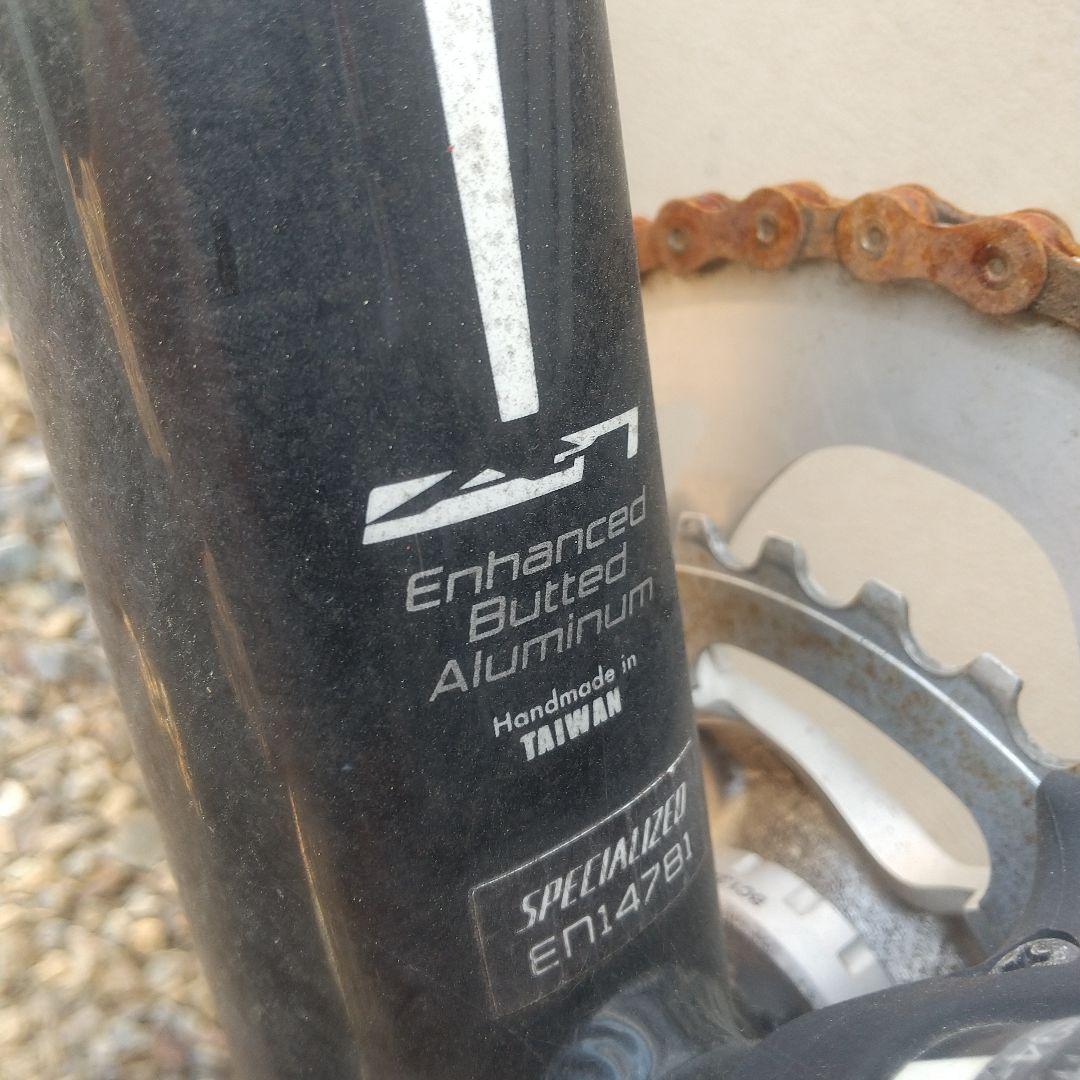 Enhanced
Butted
Aluminum
Handmade in
TAIWAN
SPECIALIZED
EN14781